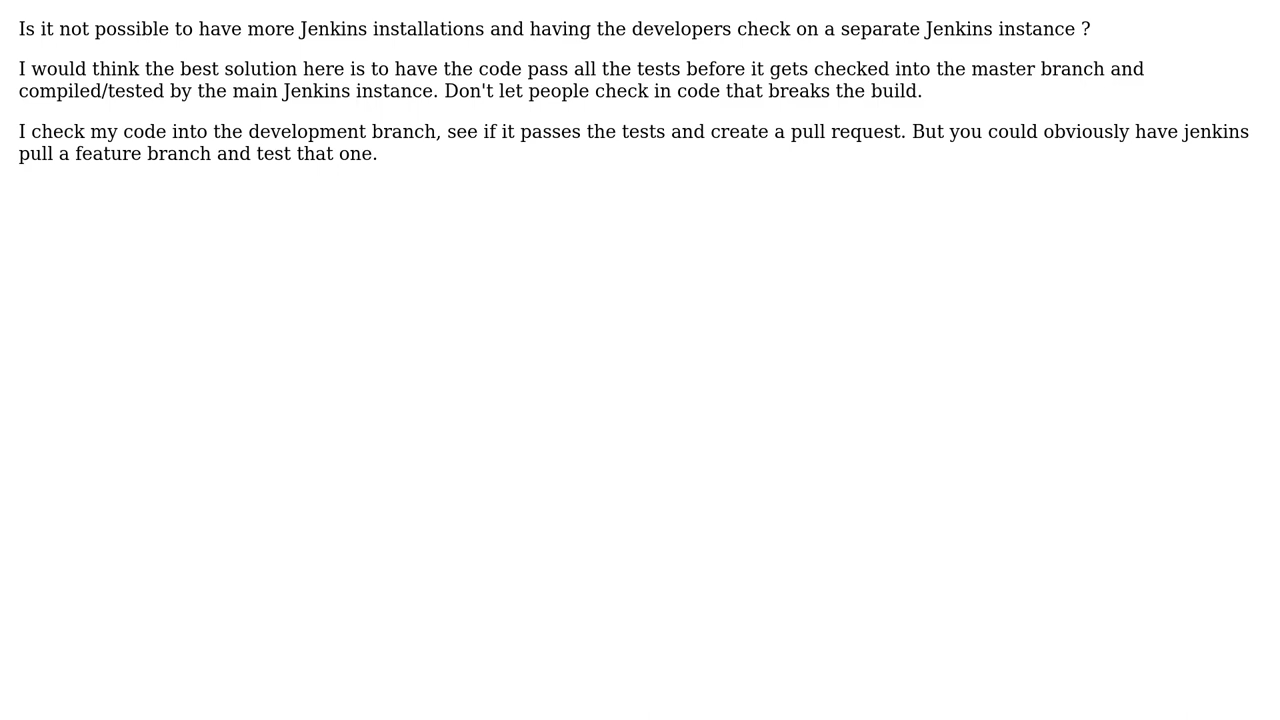 Is it not possible to have more Jenkins installations and having the developers check on a separate Jenkins instance ?
I would think the best solution here is to have the code pass all the tests before it gets checked into the master branch and
compiled/tested by the main Jenkins instance. Don't let people check in code that breaks the build.
I check my code into the development branch, see if it passes the tests and create a pull request. But you could obviously have jenkins
pull a feature branch and test that one.